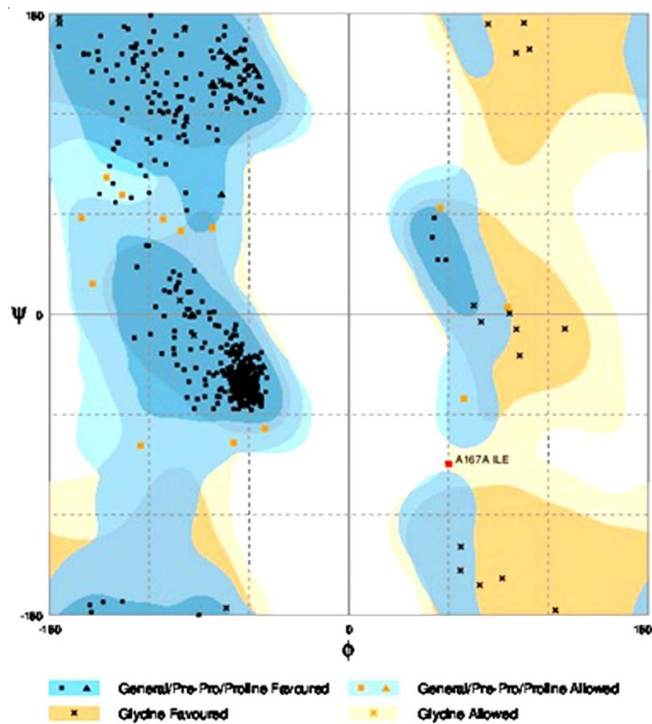 ψ
0
A167A ILE
-180
-180
0
180
ϕ
General/Pre-Pro/Proline Favoured
General/Pre-Pro/Proline Allowed
Glycine Favoured
Glycine Allowed